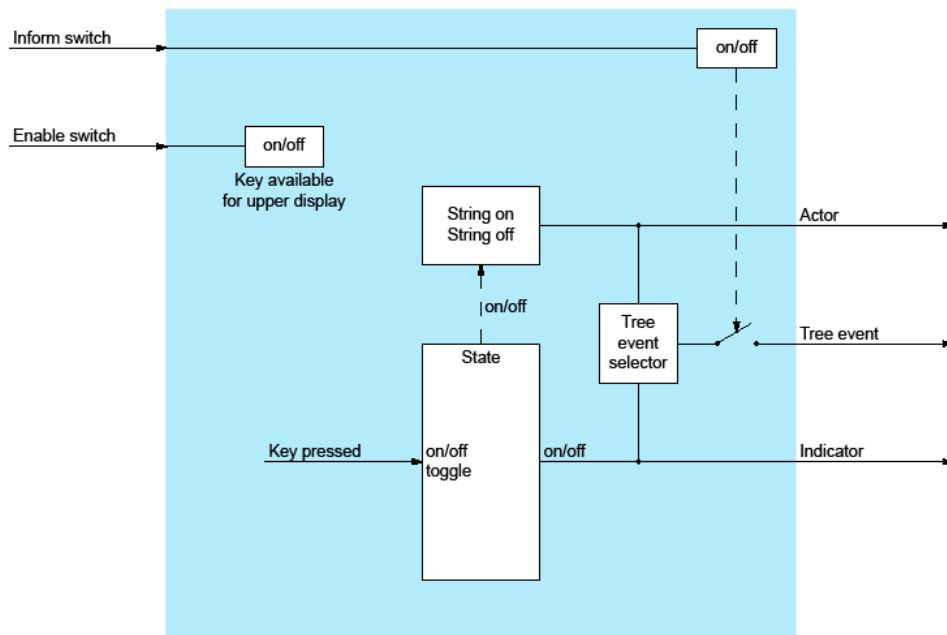 Inform switch
on/off
Enable switch
on/off
Key available
for upper display
String on
String off
Actor
on/off
Tree
event
selector
Tree event
State
Key pressed
on/off
toggle
on/off
Indicator